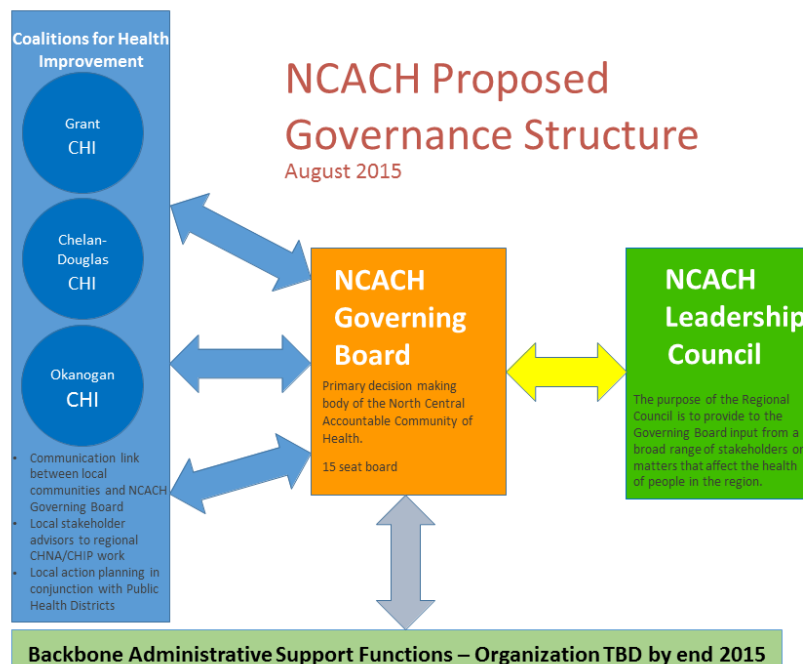 Coalitions for Health
Improvement
Grant
CHI
Chelan-
Douglas
CHI
Okanogan
CHI
• Communication link
between local
communities and NCACH
Governing Board
• Local stakeholder
advisors to regional
CHNA/CHIP work
• Local action planning in
conjunction with Public
Health Districts
NCACH Proposed
Governance Structure
August 2015
NCACH
Governing
Board
Primary decision making
body of the North Central
Accountable Community of
Health.
15 seat board
NCACH
Leadership
Council
The purpose of the Regional
Council is to provide to the
Governing Board input from a
broad range of stakeholders on
matters that affect the health
of people in the region.
Backbone Administrative Support Functions – Organization TBD by end 2015